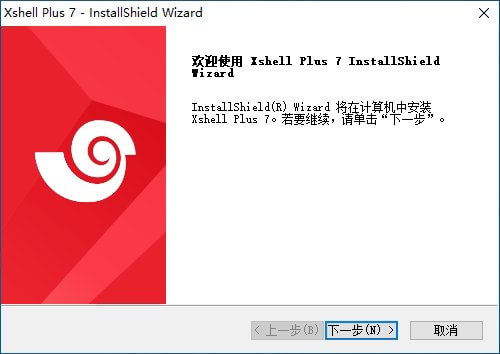 Xshell Plus 7 - InstallShield Wizard
欢迎使用 Xshell Plus 7 InstallShield
Wizard
InstallShield(R) Wizard 将在计算机中安装
Xshell Plus 7。若要继续，请单击“下一步”。
< 上一步(B)
下一步(N) >
取消